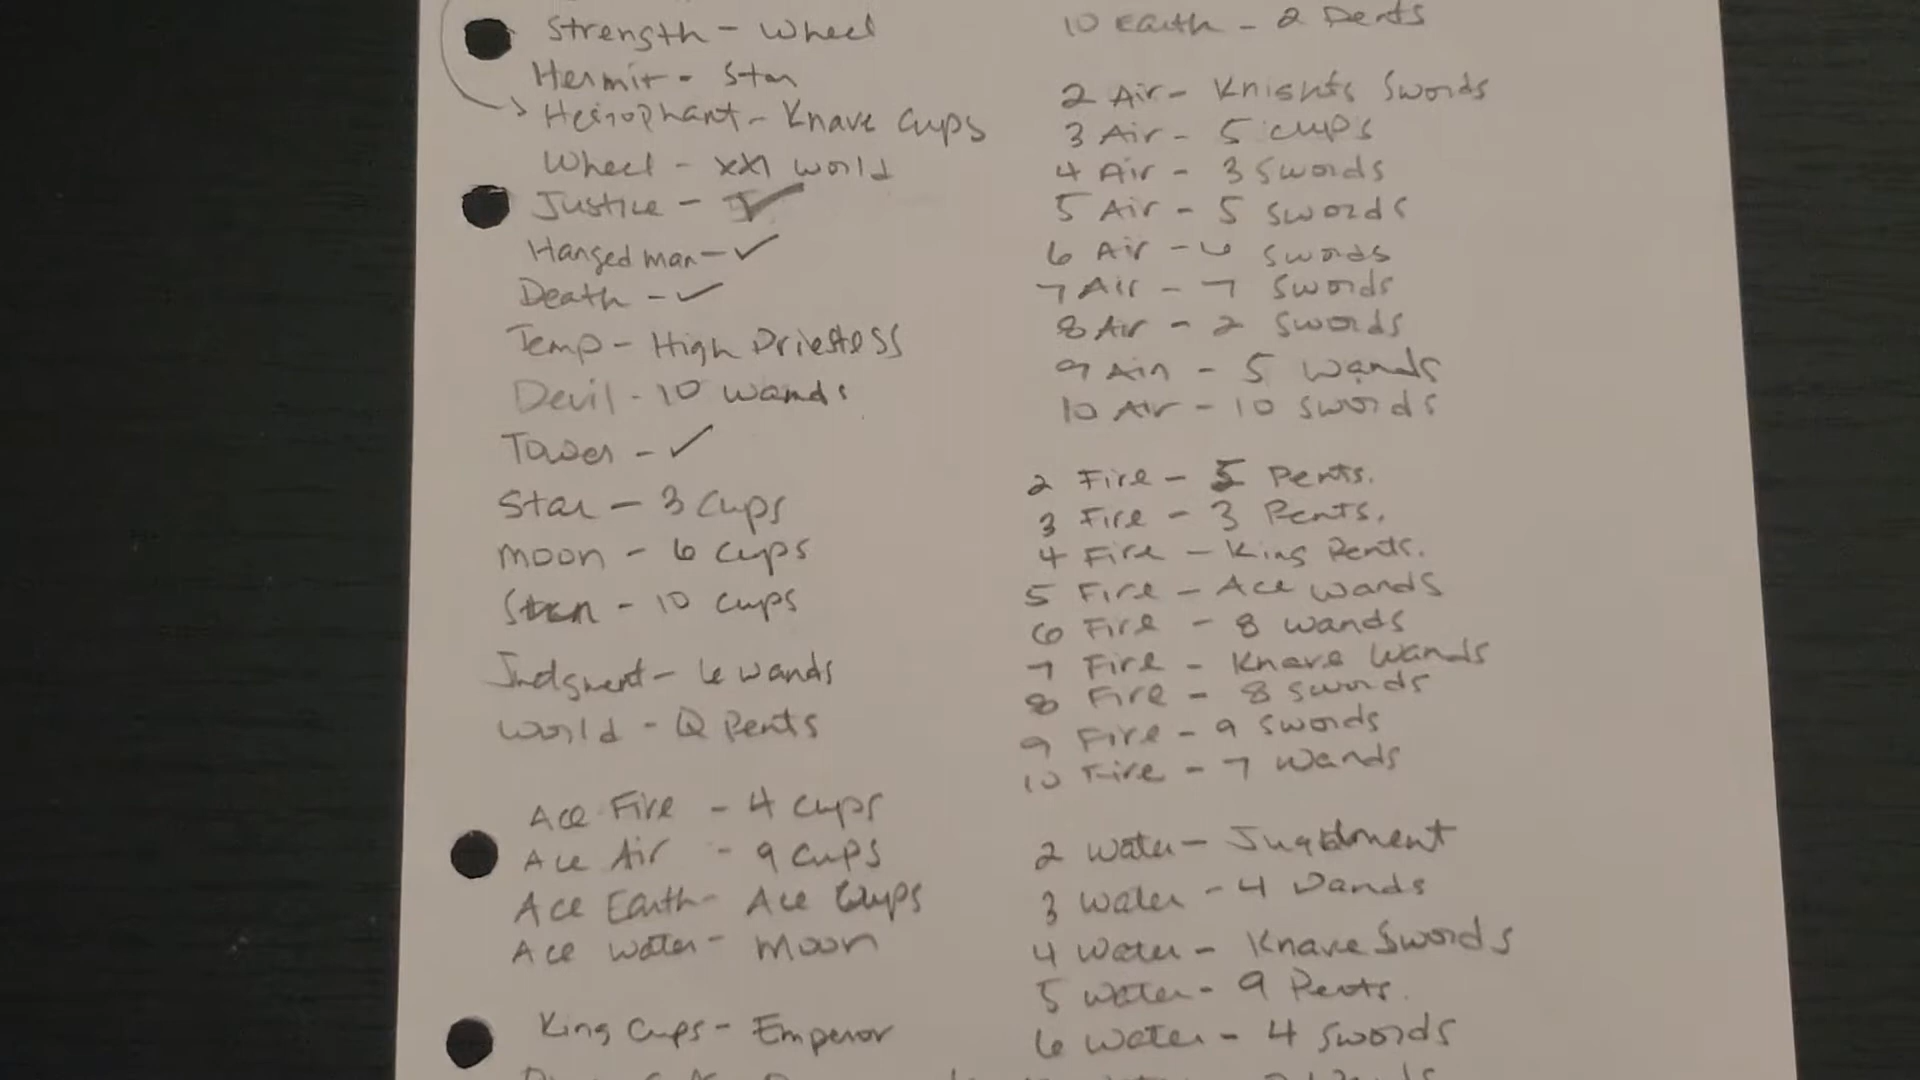 Strength - Wheel
Hermit - Star
Heirophant - Knave Cups
Wheel - XXI World
Justice - ✓
Hanged man - ✓
Death - ✓
Temp - High Priestess
Devil - 10 wands
Tower - ✓
Star - 3 Cups
Moon - 6 Cups
Sun - 10 Cups
Judgment - 6 wands
World - Q Pents
Ace Fire - 4 Cups
Ace Air - 9 Cups
Ace Earth - Ace Cups
Ace Water - Moon
King Cups - Emperor
10 Earth - 2 Pents
2 Air - Knights Swords
3 Air - 5 cups
4 Air - 3 Swords
5 Air - 5 Swords
6 Air - 6 Swords
7 Air - 7 Swords
8 Air - 2 Swords
9 Air - 5 Wands
10 Air - 10 Swords
2 Fire - 5 Pents.
3 Fire - 3 Pents.
4 Fire - King Pents.
5 Fire - Ace Wands
6 Fire - 8 Wands
7 Fire - Knave Wands
8 Fire - 8 Swords
9 Fire - 9 Swords
10 Fire - 7 Wands
2 Water - Judgment
3 Water - 4 Wands
4 Water - Knave Swords
5 Water - 9 Pents.
6 Water - 4 Swords